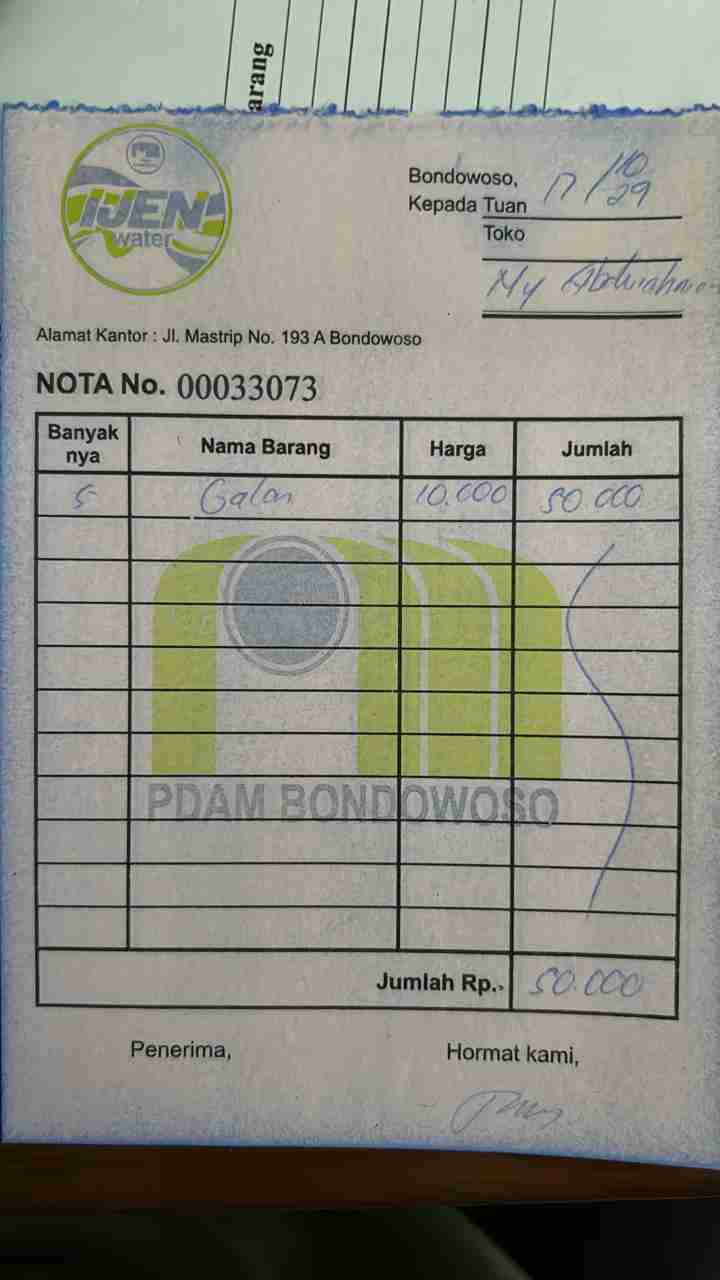 arang
IJEN
water
Bondowoso, 17/10
29
Kepada Tuan
Toko
My Abdurahman
Alamat Kantor : Jl. Mastrip No. 193 A Bondowoso
NOTA No. 00033073
Banyak nya Nama Barang Harga Jumlah
5 Galon 10.000 50.000
PDAM BONDOWOSO
Jumlah Rp. 50.000
Penerima, Hormat kami,